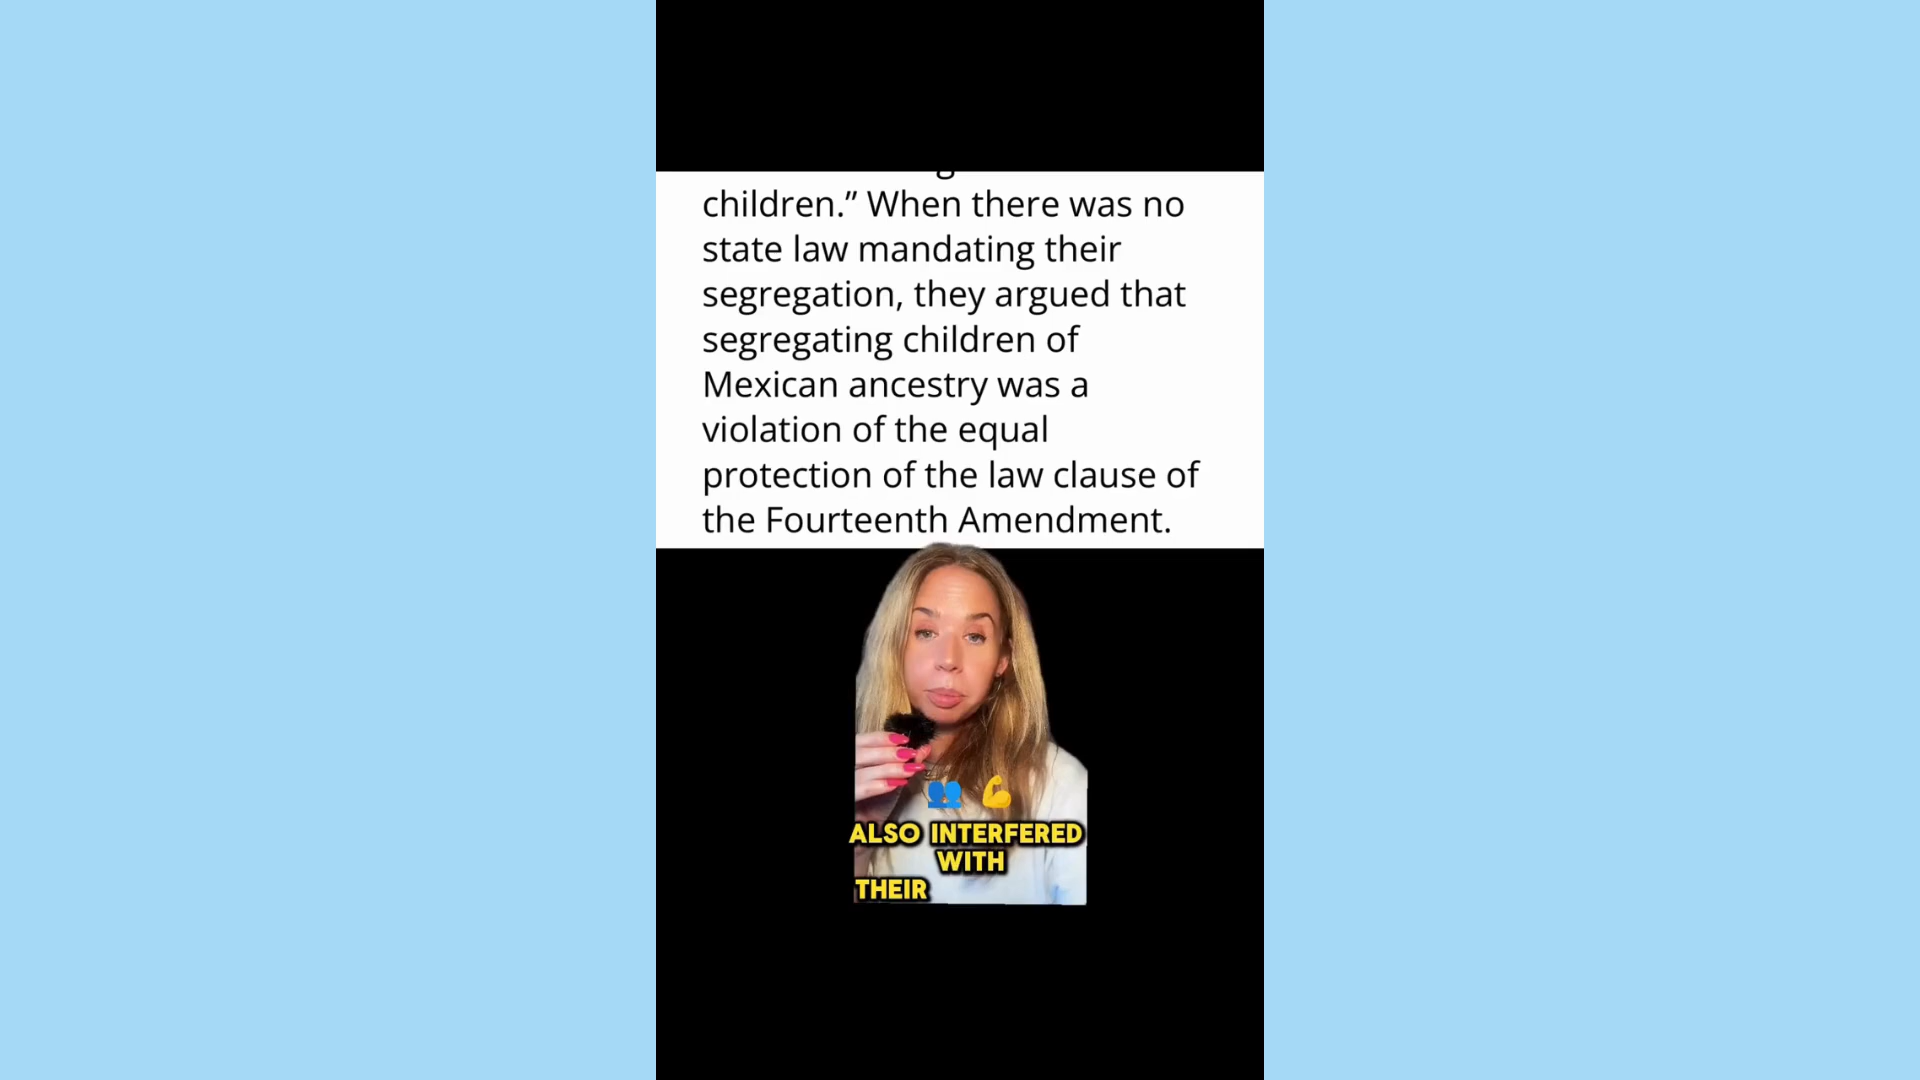 children.” When there was no
state law mandating their
segregation, they argued that
segregating children of
Mexican ancestry was a
violation of the equal
protection of the law clause of
the Fourteenth Amendment.
ALSO INTERFERED
WITH
THEIR